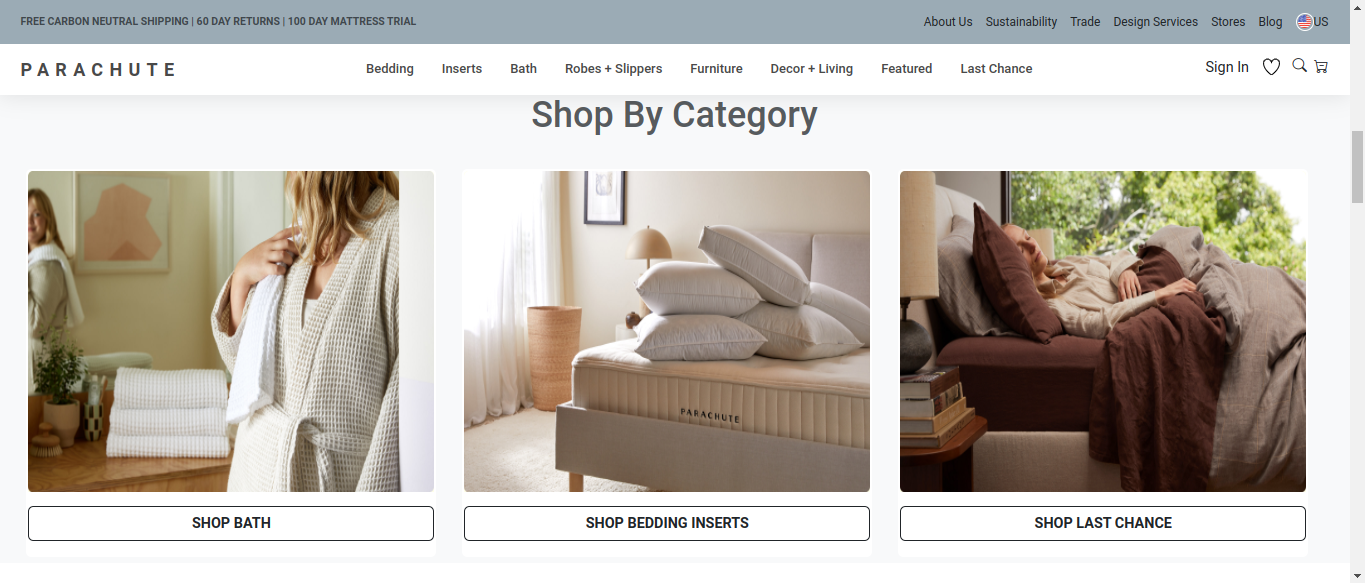 FREE CARBON NEUTRAL SHIPPING | 60 DAY RETURNS | 100 DAY MATTRESS TRIAL
About Us Sustainability Trade Design Services Stores Blog US
PARACHUTE
Bedding Inserts Bath Robes + Slippers Furniture Decor + Living Featured Last Chance
Sign In
Shop By Category
PARACHUTE
SHOP BATH
SHOP BEDDING INSERTS
SHOP LAST CHANCE